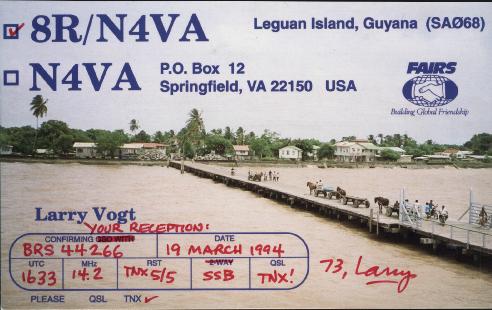 8R/N4VA
Leguan Island, Guyana (SAØ68)
N4VA
P.O. Box 12
Springfield, VA 22150 USA
FAIRS
Building Global Friendship
Larry Vogt
YOUR RECEPTION:
CONFIRMING QSO WITH DATE
BRS 44266 19 MARCH 1994
UTC MHz RST 2-WAY QSL
1633 14.2 TNX 5/5 SSB TNX!
73, Larry
PLEASE QSL TNX ✓